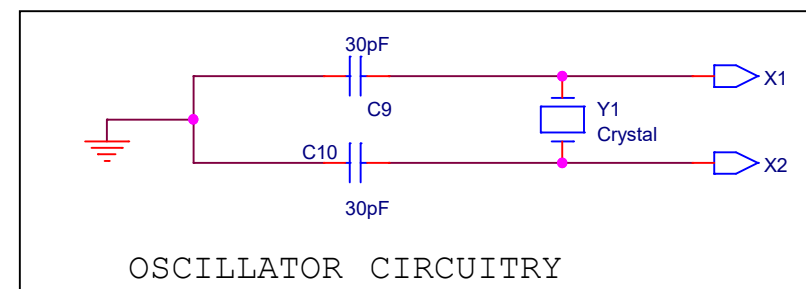 30pF
X1
C9
Y1
Crystal
C10
X2
30pF
OSCILLATOR CIRCUITRY